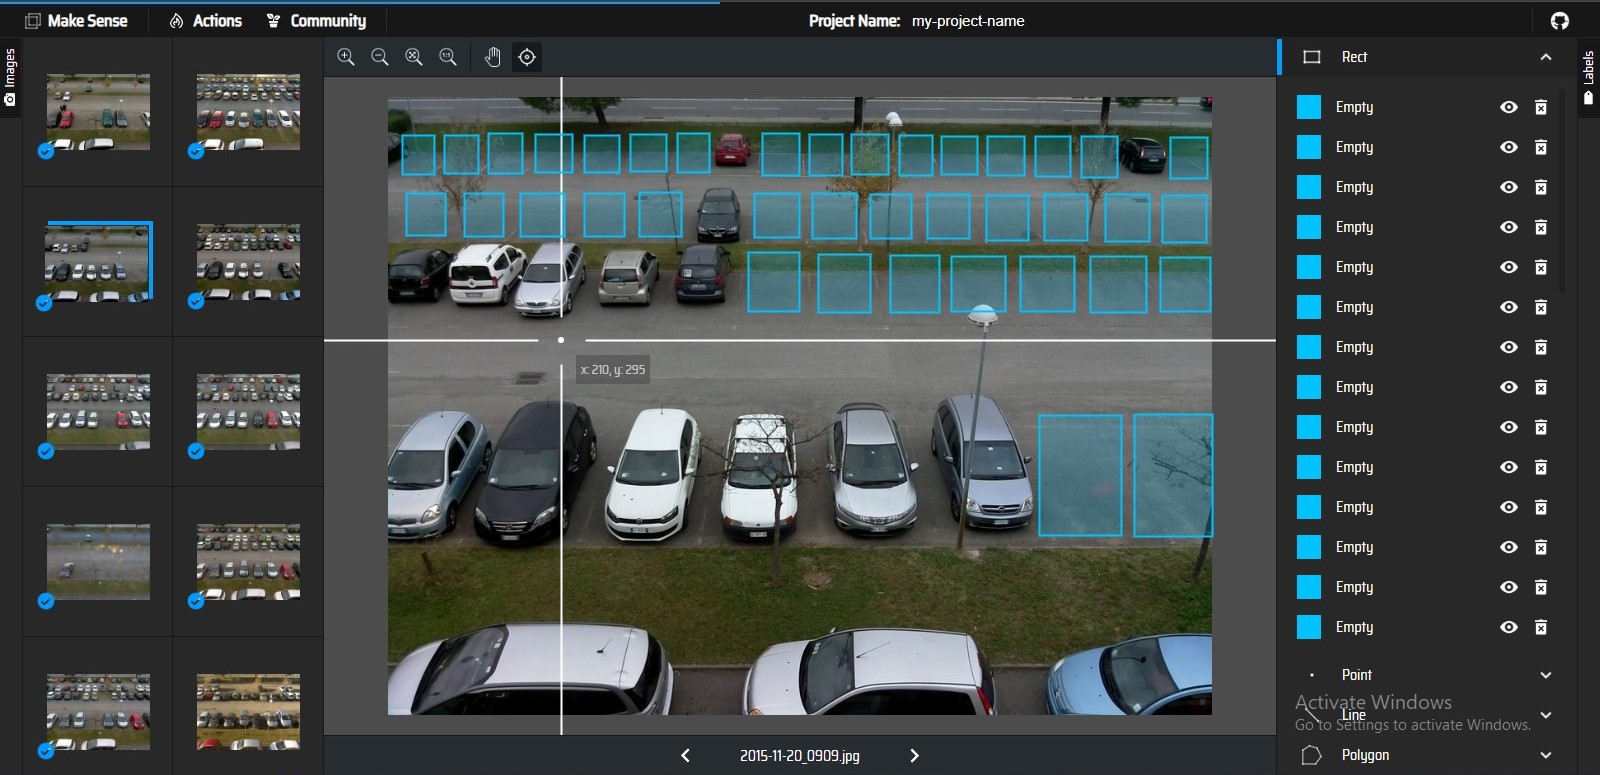 Make Sense
Actions
Community
Project Name: my-project-name
Images
1:1
Rect
Labels
Empty
Empty
Empty
Empty
Empty
Empty
Empty
Empty
Empty
Empty
Empty
Empty
Empty
Empty
x: 210, y: 295
Point
Activate Windows
Line
Go to Settings to activate Windows.
Polygon
2015-11-20_0909.jpg